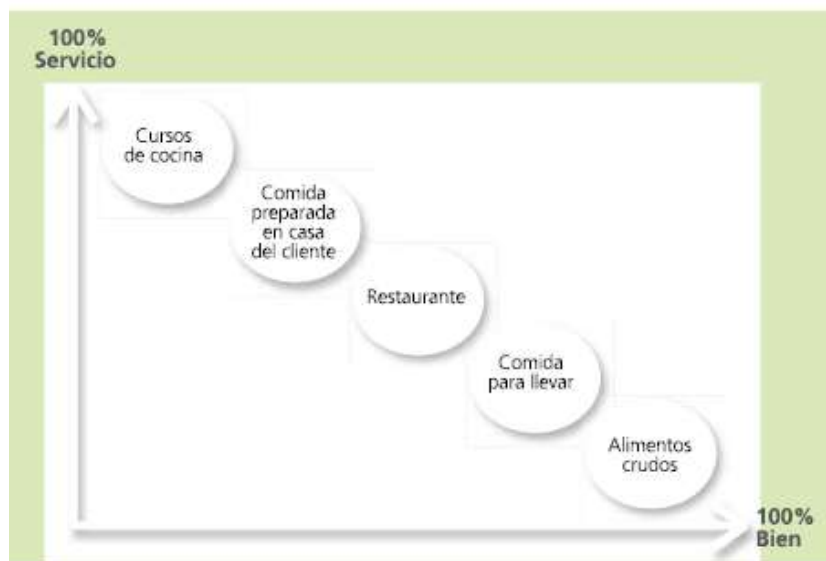 100%
Servicio
Cursos
de cocina
Comida
preparada
en casa
del cliente
Restaurante
Comida
para llevar
Alimentos
crudos
100%
Bien